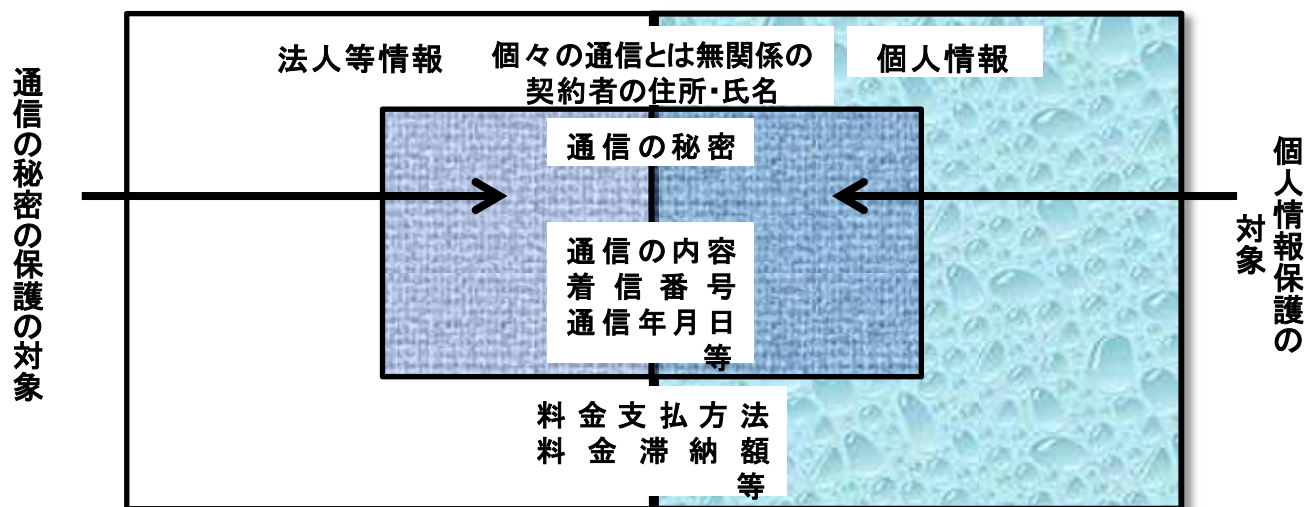 通信の秘密の保護の対象
法人等情報
個々の通信とは無関係の
契約者の住所・氏名
個人情報
通信の秘密
通信の内容
着信番号
通信年月日
等
料金支払方法
料金滞納額
等
個人情報保護の
対象